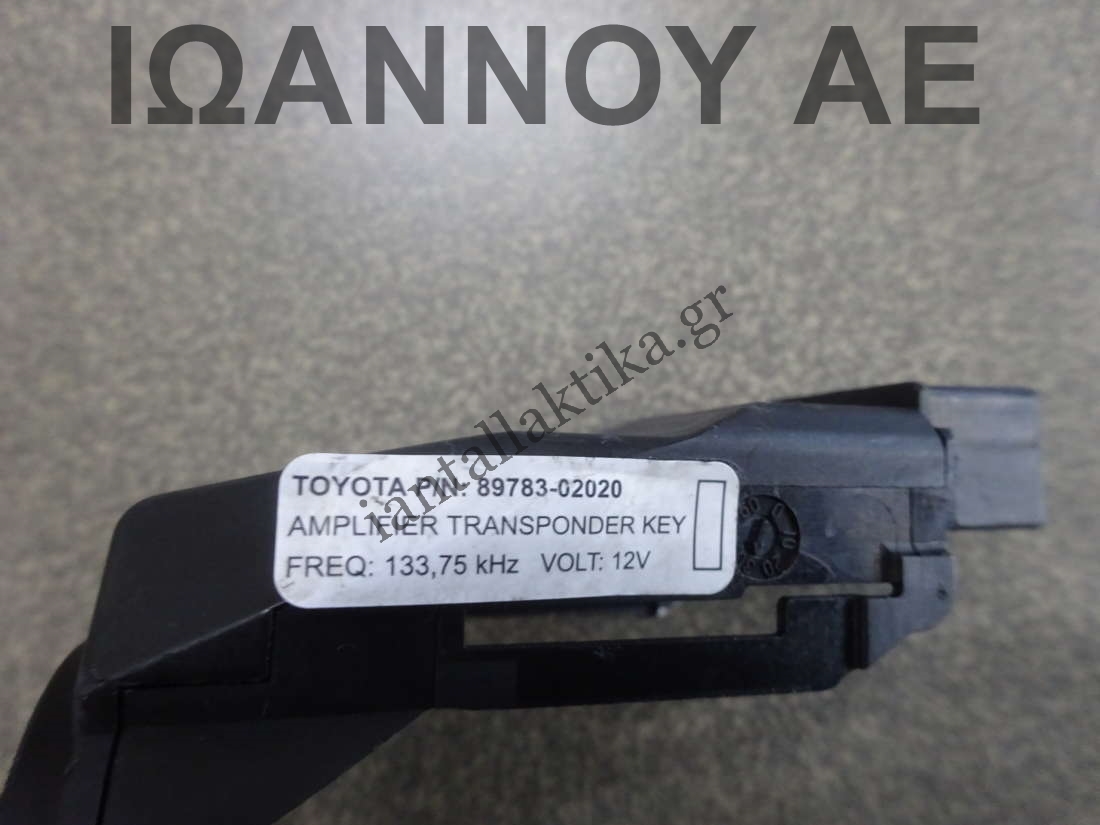 ΙΩΑΝΝΟΥ ΑΕ
iantallaktika.gr
TOYOTA P/N: 89783-02020
AMPLIFIER TRANSPONDER KEY
FREQ: 133,75 kHz VOLT: 12V